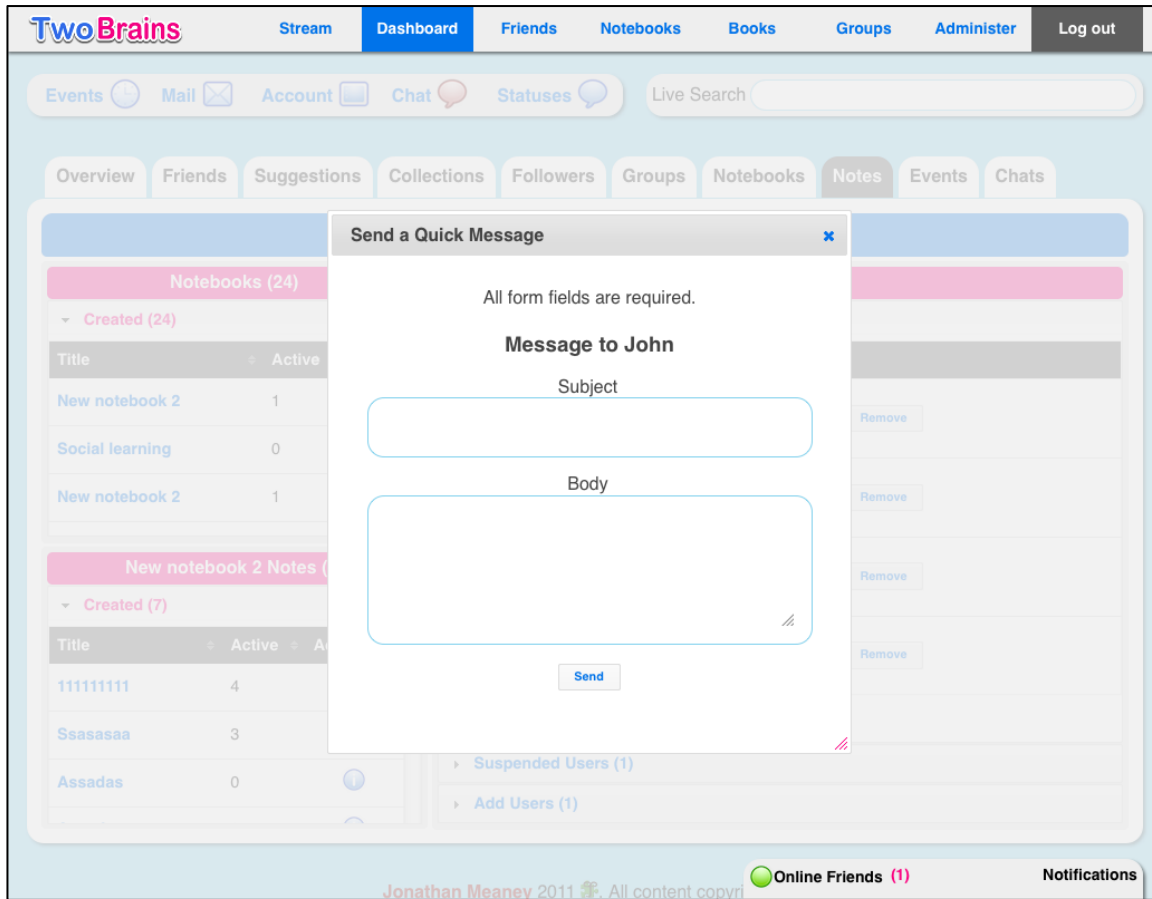 TwoBrains Stream Dashboard Friends Notebooks Books Groups Administer Log out
Events Mail Account Chat Statuses Live Search
Overview Friends Suggestions Collections Followers Groups Notebooks Notes Events Chats
Send a Quick Message
All form fields are required.
Message to John
Subject
Body
Send
Notebooks (24)
Created (24)
Title Active
New notebook 2 1 Remove
Social learning 0
New notebook 2 1 Remove
New notebook 2 Notes (
Remove
Created (7)
Title Active A
Remove
111111111 4
Ssasasaa 3
Suspended Users (1)
Assadas 0
Add Users (1)
Online Friends (1) Notifications
Jonathan Meaney 2011 . All content copyri